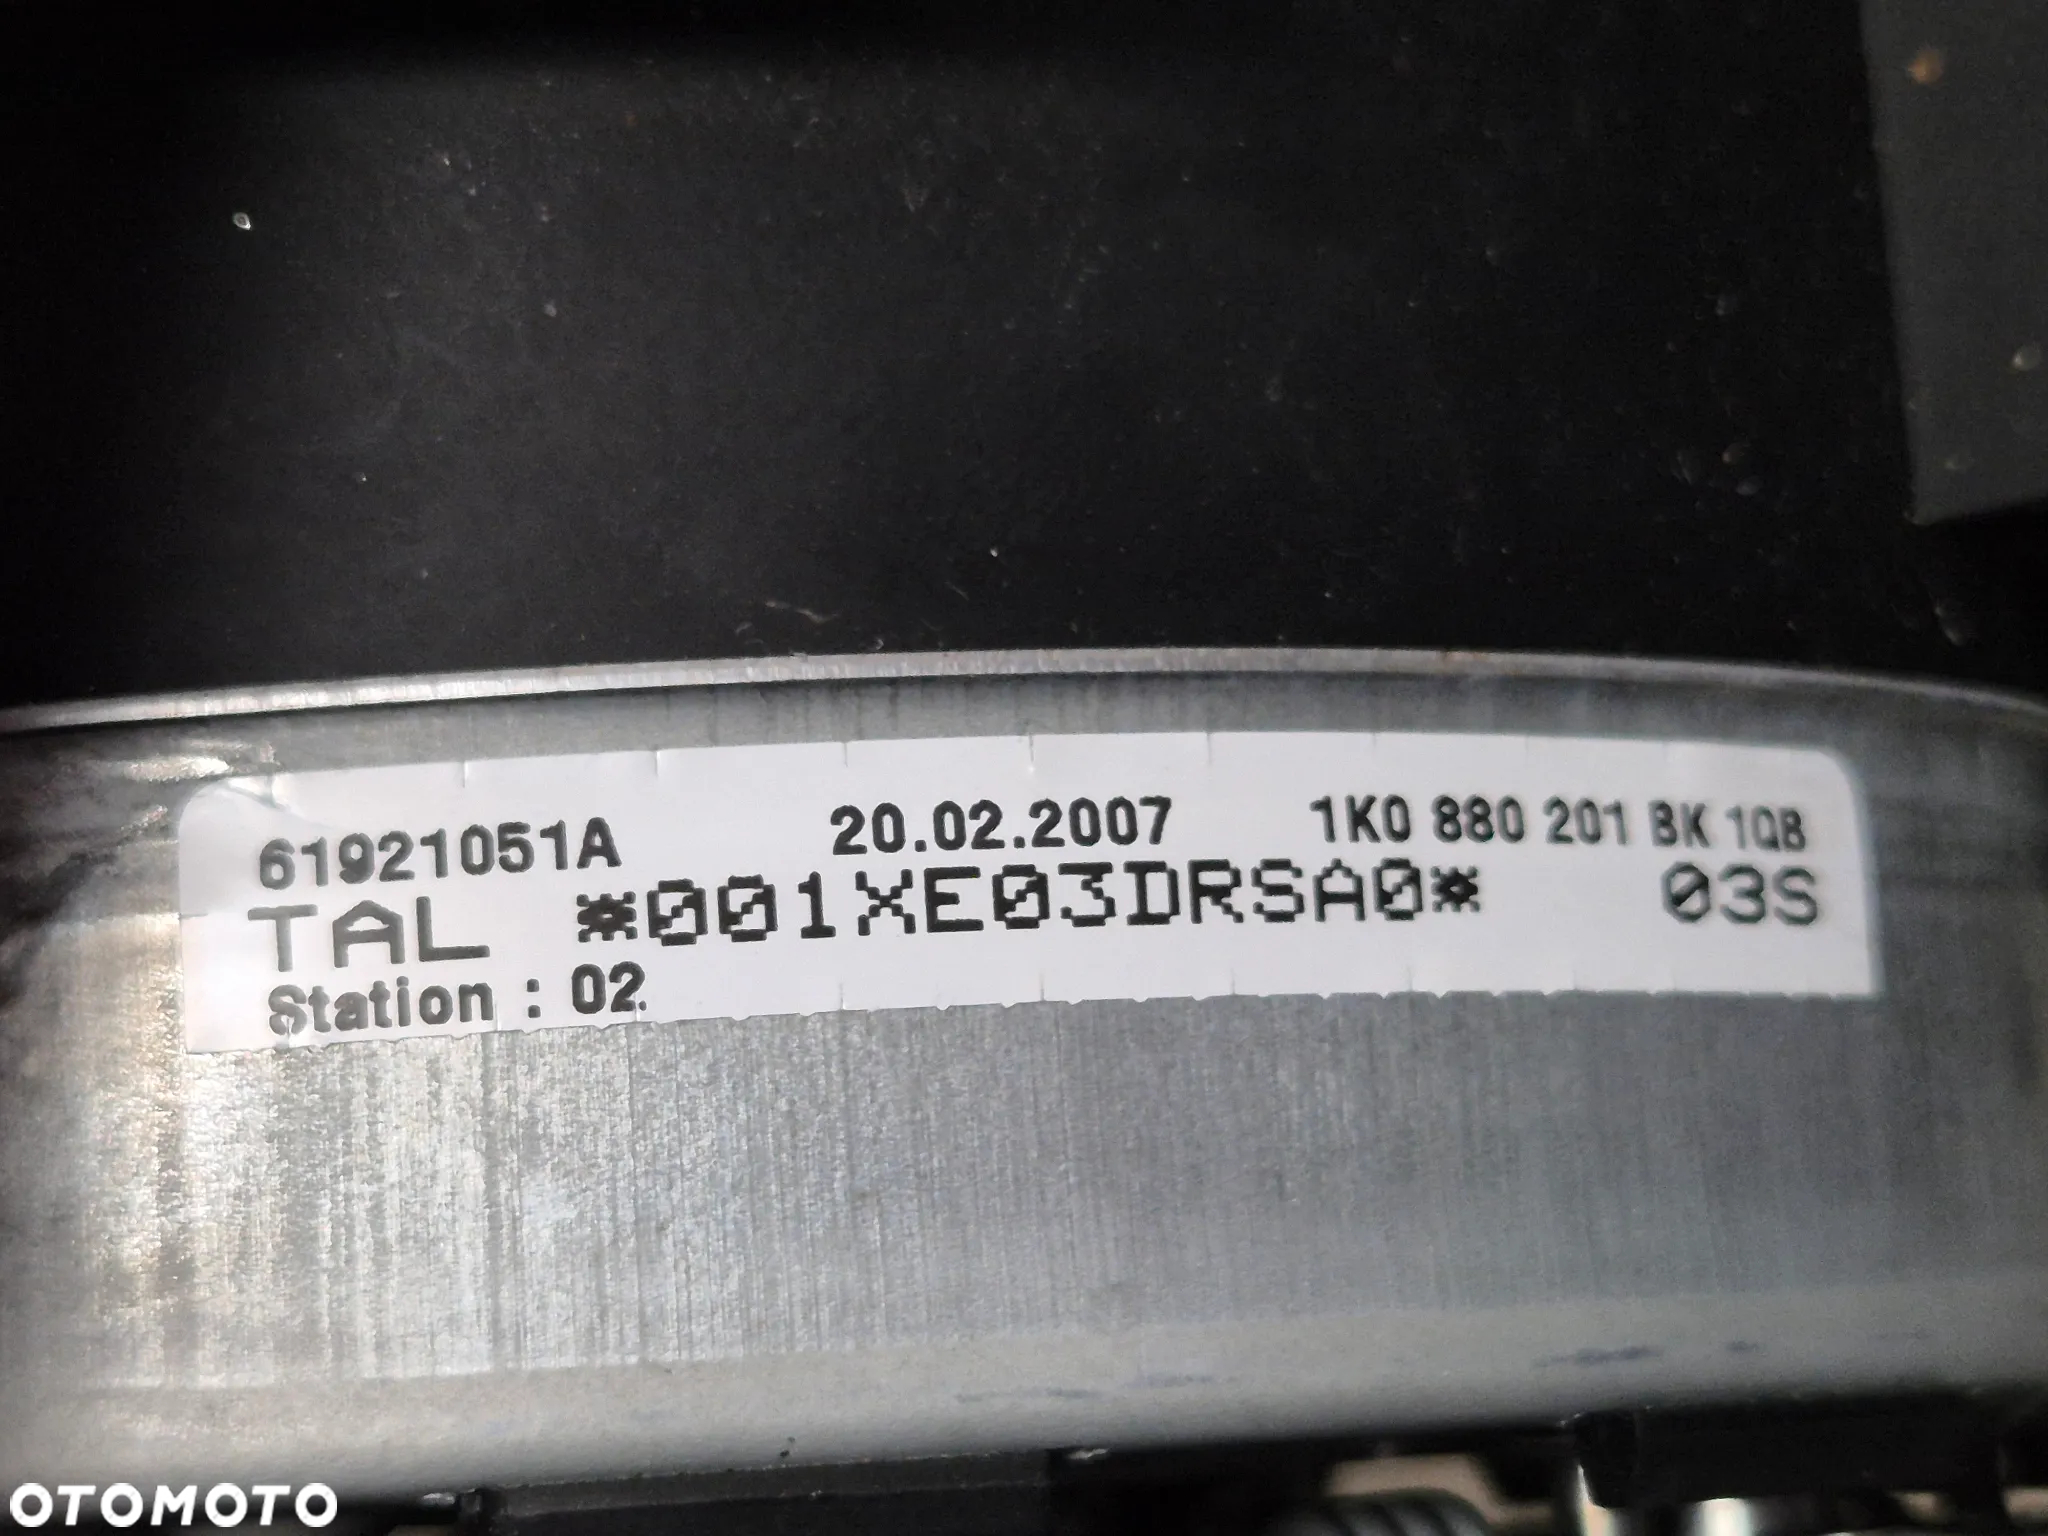 61921051A 20.02.2007 1K0 880 201 BK 1QB
TAL *001XE03DRSA0* 03S
Station : 02
OTOMOTO